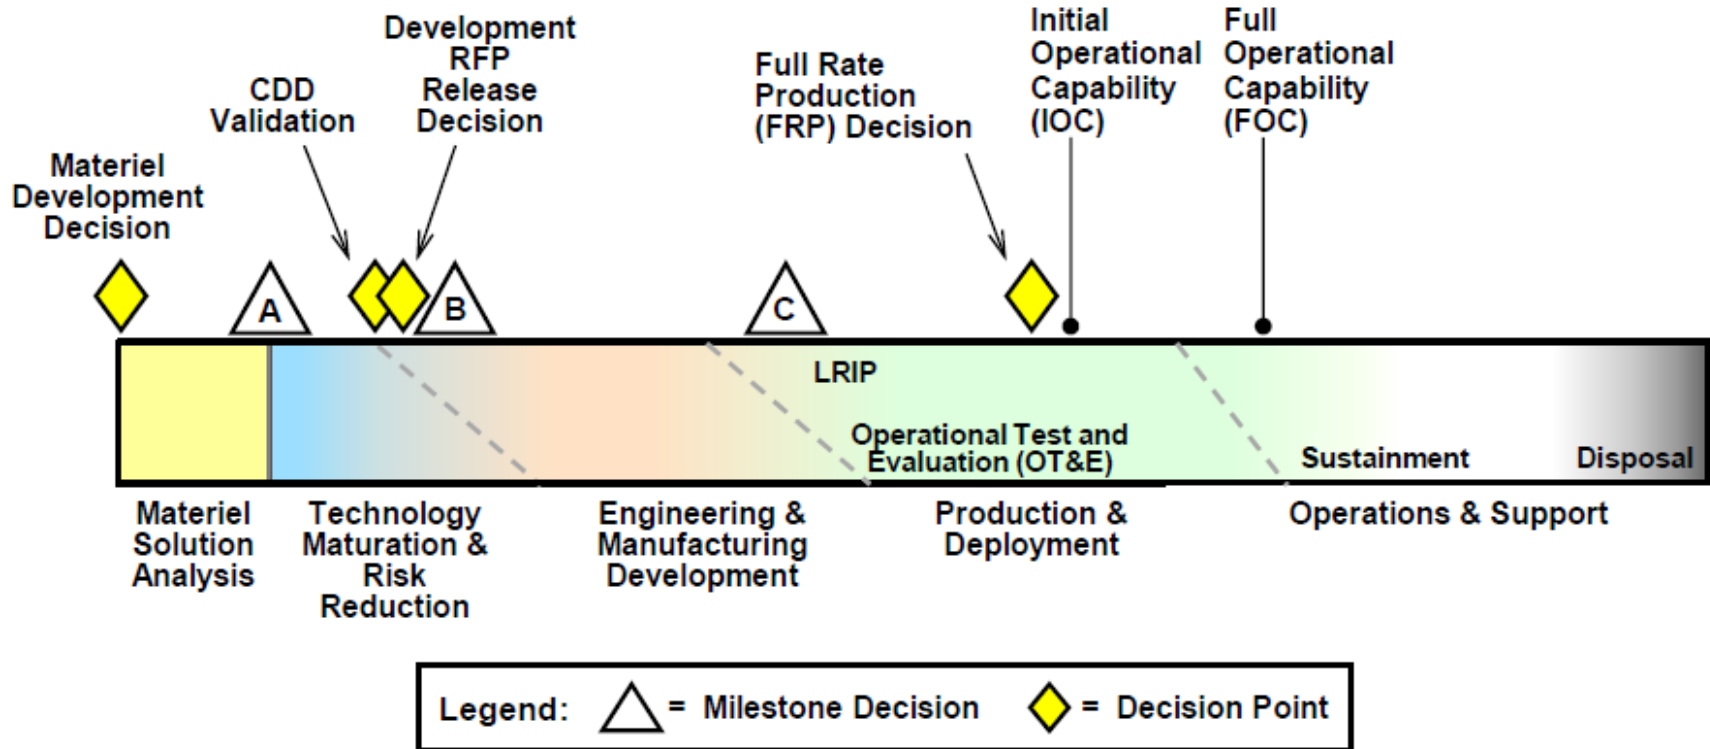 Materiel
Development
Decision
CDD
Validation
Development
RFP
Release
Decision
Full Rate
Production
(FRP) Decision
Initial
Operational
Capability
(IOC)
Full
Operational
Capability
(FOC)
A
B
C
LRIP
Operational Test and
Evaluation (OT&E)
Sustainment
Disposal
Materiel
Solution
Analysis
Technology
Maturation &
Risk
Reduction
Engineering &
Manufacturing
Development
Production &
Deployment
Operations & Support
Legend: = Milestone Decision = Decision Point